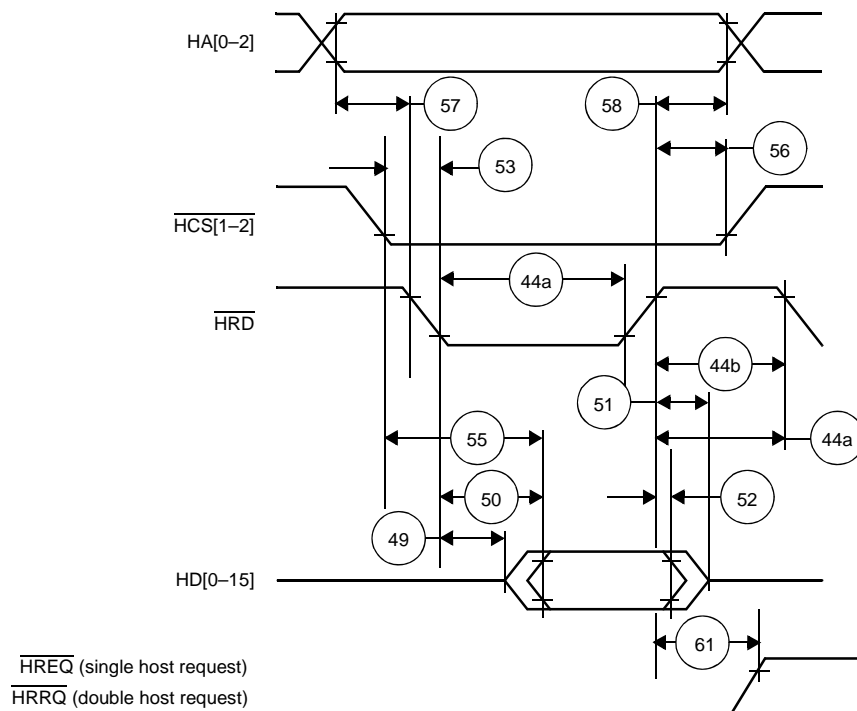 HA[0–2]
57
58
53
56
HCS[1–2]
44a
HRD
44b
51
55
44a
50
52
49
HD[0–15]
61
HREQ (single host request)
HRRQ (double host request)